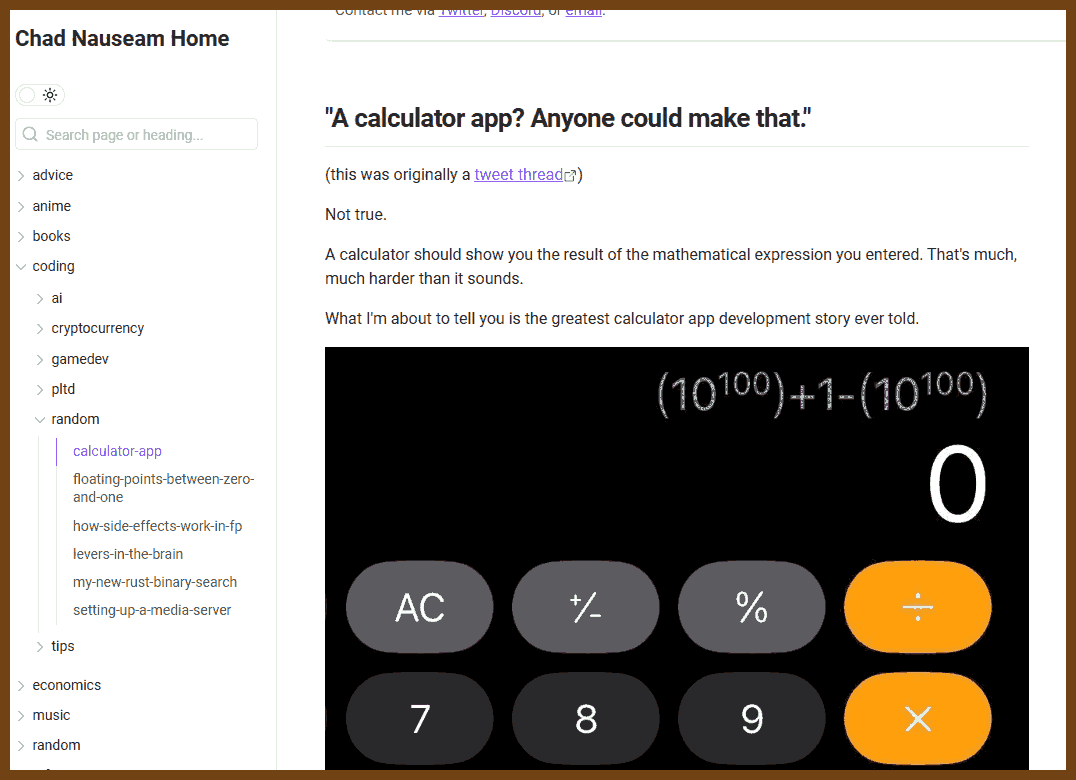 Chad Nauseam Home
Search page or heading...
advice
anime
books
coding
ai
cryptocurrency
gamedev
pltd
random
calculator-app
floating-points-between-zero-
and-one
how-side-effects-work-in-fp
levers-in-the-brain
my-new-rust-binary-search
setting-up-a-media-server
tips
economics
music
random
Contact me via Twitter, Discord, or email.
"A calculator app? Anyone could make that."
(this was originally a tweet thread)
Not true.
A calculator should show you the result of the mathematical expression you entered. That's much,
much harder than it sounds.
What I'm about to tell you is the greatest calculator app development story ever told.
(10¹⁰⁰)+1-(10¹⁰⁰)
0
AC +/- % ÷
7 8 9 ×